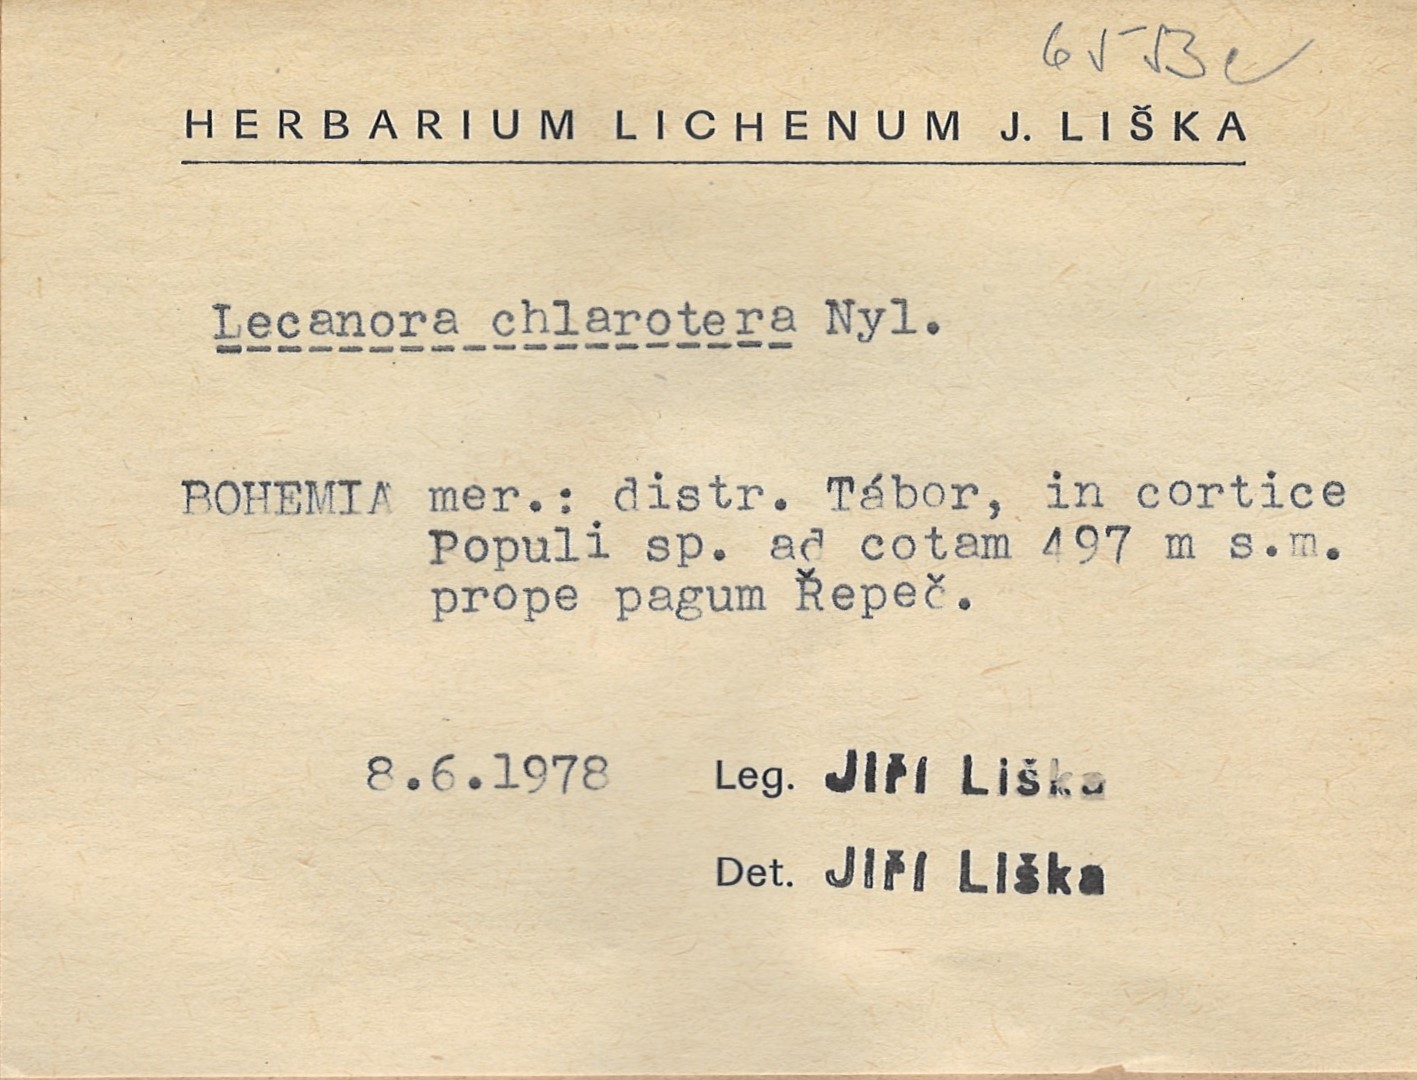 6553c
HERBARIUM LICHENUM J. LIŠKA
Lecanora chlarotera Nyl.
BOHEMIA mer.: distr. Tábor, in cortice
Populi sp. ad cotam 497 m s.m.
prope pagum Řepeč.
8.6.1978 Leg. Jiří Liška
Det. Jiří Liška